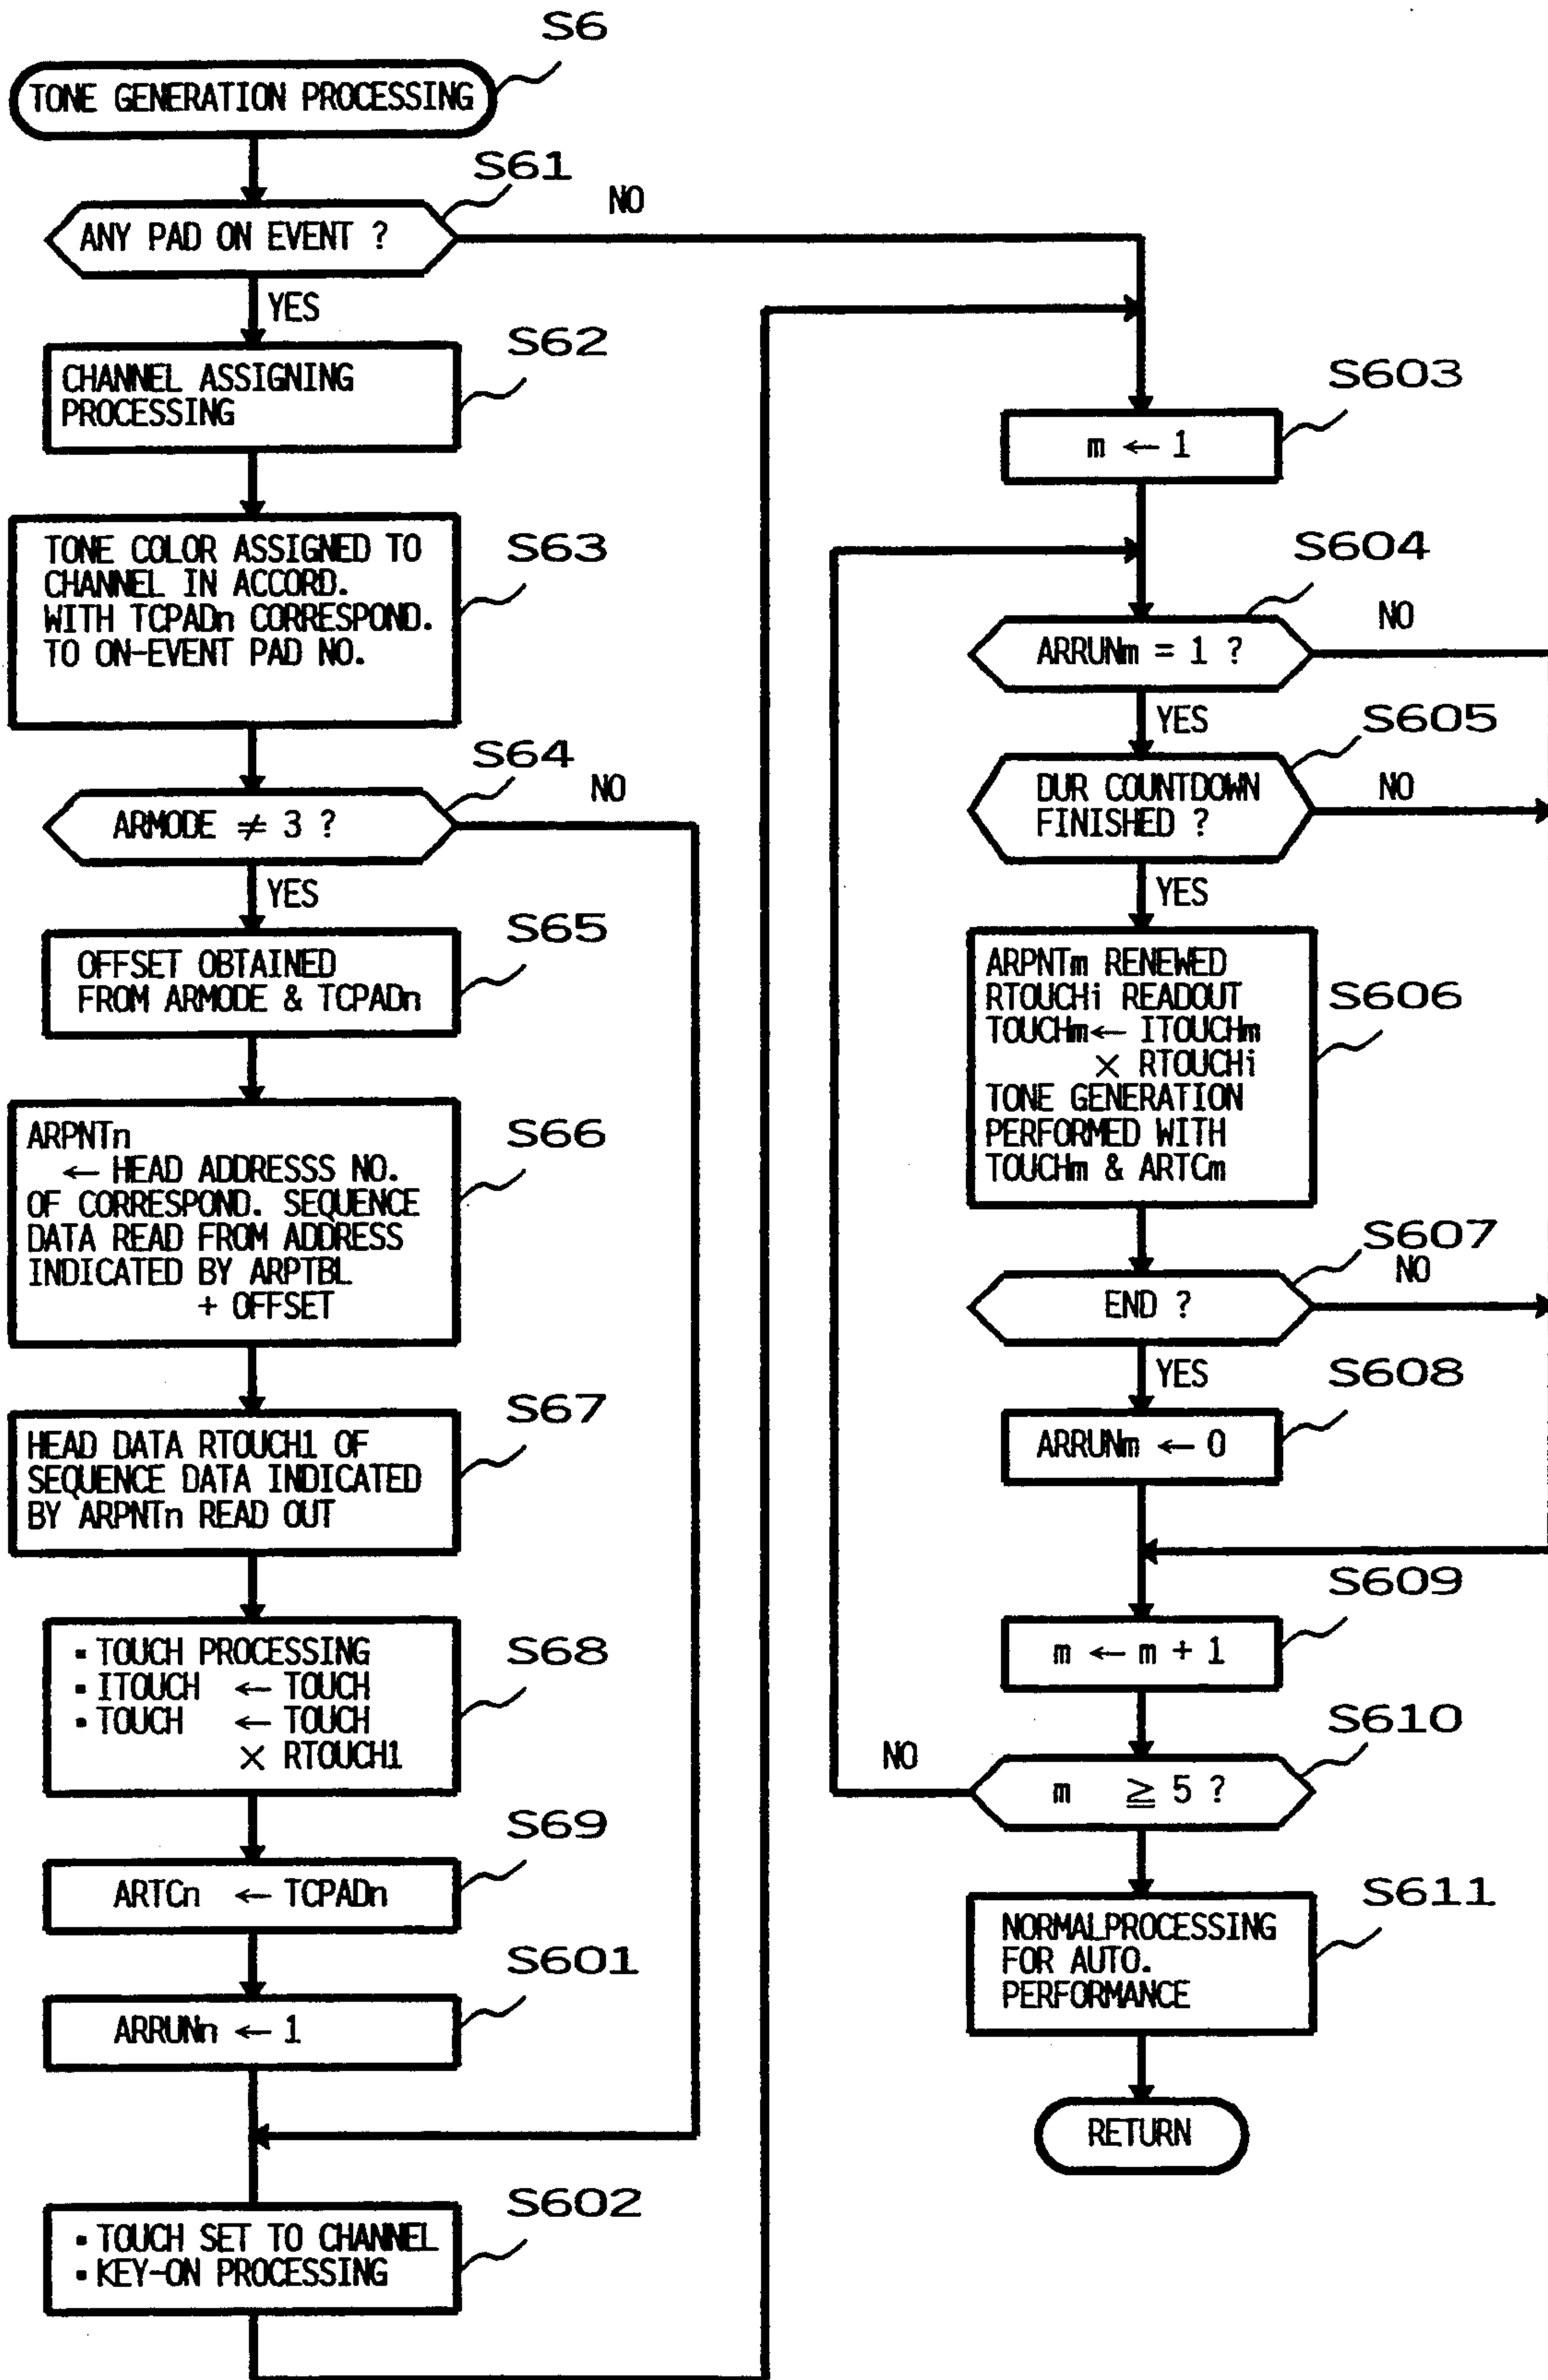 S6
TONE GENERATION PROCESSING
S61
ANY PAD ON EVENT ?
NO
YES
S62
CHANNEL ASSIGNING
PROCESSING
S63
TONE COLOR ASSIGNED TO
CHANNEL IN ACCORD.
WITH TCPADn CORRESPOND.
TO ON-EVENT PAD NO.
S64
ARMODE ≠ 3 ?
NO
YES
S65
OFFSET OBTAINED
FROM ARMODE & TCPADn
S66
ARPNTn
← HEAD ADDRESSS NO.
OF CORRESPOND. SEQUENCE
DATA READ FROM ADDRESS
INDICATED BY ARPTBL
+ OFFSET
S67
HEAD DATA RTOUCH1 OF
SEQUENCE DATA INDICATED
BY ARPNTn READ OUT
S68
▪ TOUCH PROCESSING
▪ ITOUCH ← TOUCH
▪ TOUCH ← TOUCH
× RTOUCH1
S69
ARTCn ← TCPADn
S601
ARRUNn ← 1
S602
▪ TOUCH SET TO CHANNEL
▪ KEY-ON PROCESSING
S603
m ← 1
S604
ARRUNm = 1 ?
NO
YES
S605
DUR COUNTDOWN
FINISHED ?
NO
YES
S606
ARPNTm RENEWED
RTOUCHi READOUT
TOUCHm ← ITOUCHm
× RTOUCHi
TONE GENERATION
PERFORMED WITH
TOUCHm & ARTCm
S607
END ?
NO
YES
S608
ARRUNm ← 0
S609
m ← m + 1
S610
m ≧ 5 ?
NO
S611
NORMALPROCESSING
FOR AUTO.
PERFORMANCE
RETURN